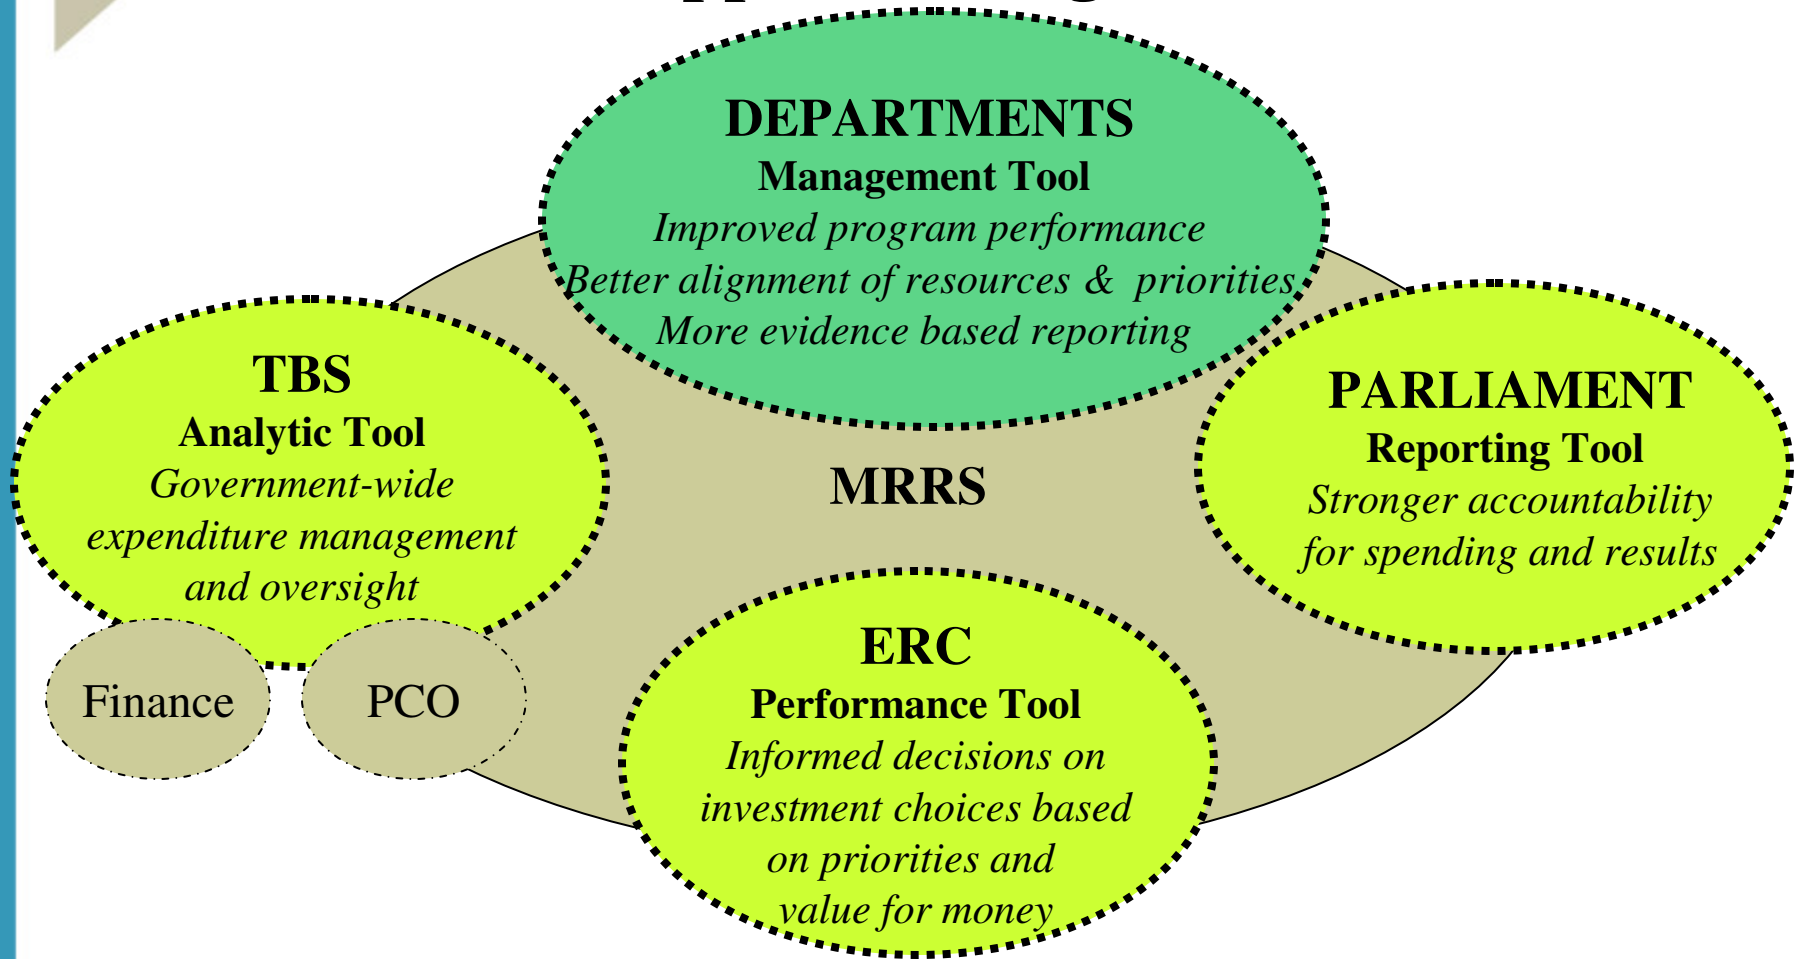 DEPARTMENTS
Management Tool
Improved program performance
Better alignment of resources &  priorities
More evidence based reporting
TBS
Analytic Tool
Government-wide
expenditure management
and oversight
PARLIAMENT
Reporting Tool
Stronger accountability
for spending and results
MRRS
ERC
Performance Tool
Informed decisions on
investment choices based
on priorities and
value for money
Finance
PCO